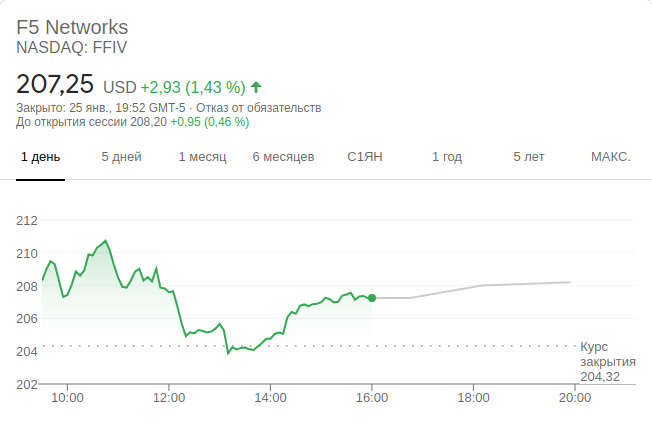 F5 Networks
NASDAQ: FFIV
207,25 USD +2,93 (1,43 %)
Закрыто: 25 янв., 19:52 GMT-5 · Отказ от обязательств
До открытия сессии 208,20 +0,95 (0,46 %)
1 день 5 дней 1 месяц 6 месяцев С1ЯН 1 год 5 лет МАКС.
212
210
208
206
204
202
Курс
закрытия
204,32
10:00 12:00 14:00 16:00 18:00 20:00